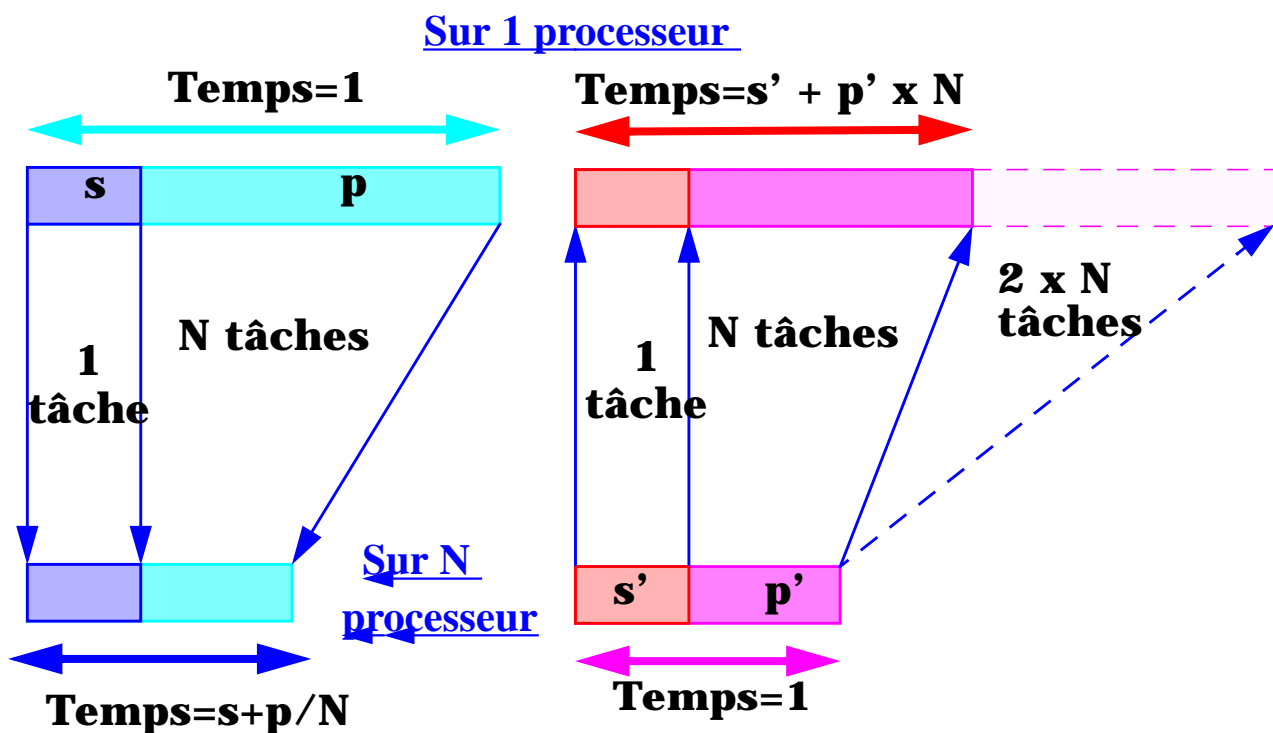 Sur 1 processeur
Temps=1
Temps=s’ + p’ x N
s
p
1
tâche
N tâches
1
tâche
N tâches
2 x N
tâches
Sur N
processeur
s’
p’
Temps=s+p/N
Temps=1